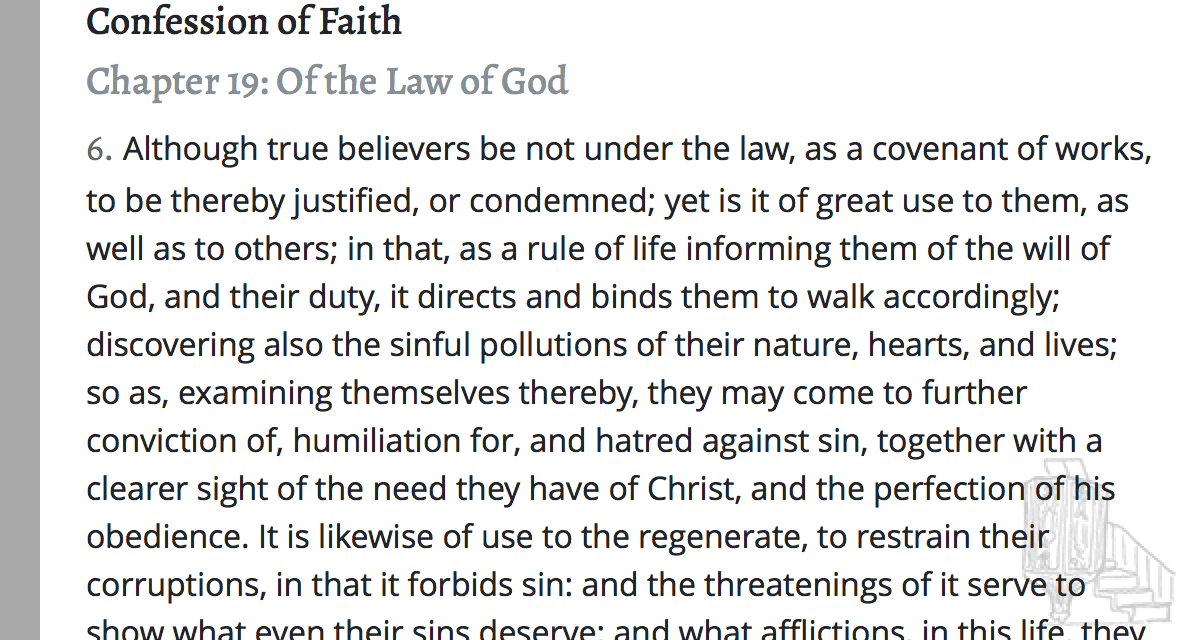 Confession of Faith
Chapter 19: Of the Law of God
6. Although true believers be not under the law, as a covenant of works,
to be thereby justified, or condemned; yet is it of great use to them, as
well as to others; in that, as a rule of life informing them of the will of
God, and their duty, it directs and binds them to walk accordingly;
discovering also the sinful pollutions of their nature, hearts, and lives;
so as, examining themselves thereby, they may come to further
conviction of, humiliation for, and hatred against sin, together with a
clearer sight of the need they have of Christ, and the perfection of his
obedience. It is likewise of use to the regenerate, to restrain their
corruptions, in that it forbids sin: and the threatenings of it serve to
show what even their sins deserve; and what afflictions, in this life, they